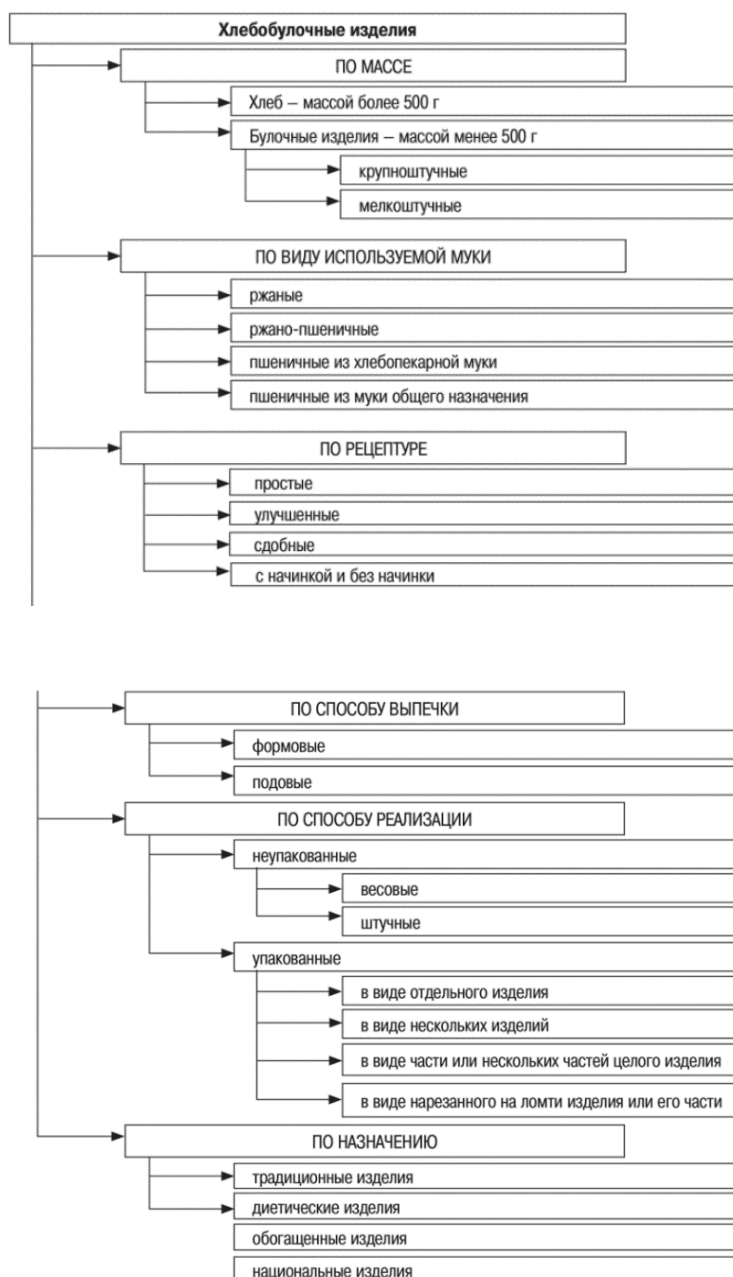 Хлебобулочные изделия
ПО МАССЕ
Хлеб – массой более 500 г
Булочные изделия – массой менее 500 г
крупноштучные
мелкоштучные
ПО ВИДУ ИСПОЛЬЗУЕМОЙ МУКИ
ржаные
ржано-пшеничные
пшеничные из хлебопекарной муки
пшеничные из муки общего назначения
ПО РЕЦЕПТУРЕ
простые
улучшенные
сдобные
с начинкой и без начинки
ПО СПОСОБУ ВЫПЕЧКИ
формовые
подовые
ПО СПОСОБУ РЕАЛИЗАЦИИ
неупакованные
весовые
штучные
упакованные
в виде отдельного изделия
в виде нескольких изделий
в виде части или нескольких частей целого изделия
в виде нарезанного на ломти изделия или его части
ПО НАЗНАЧЕНИЮ
традиционные изделия
диетические изделия
обогащенные изделия
национальные изделия